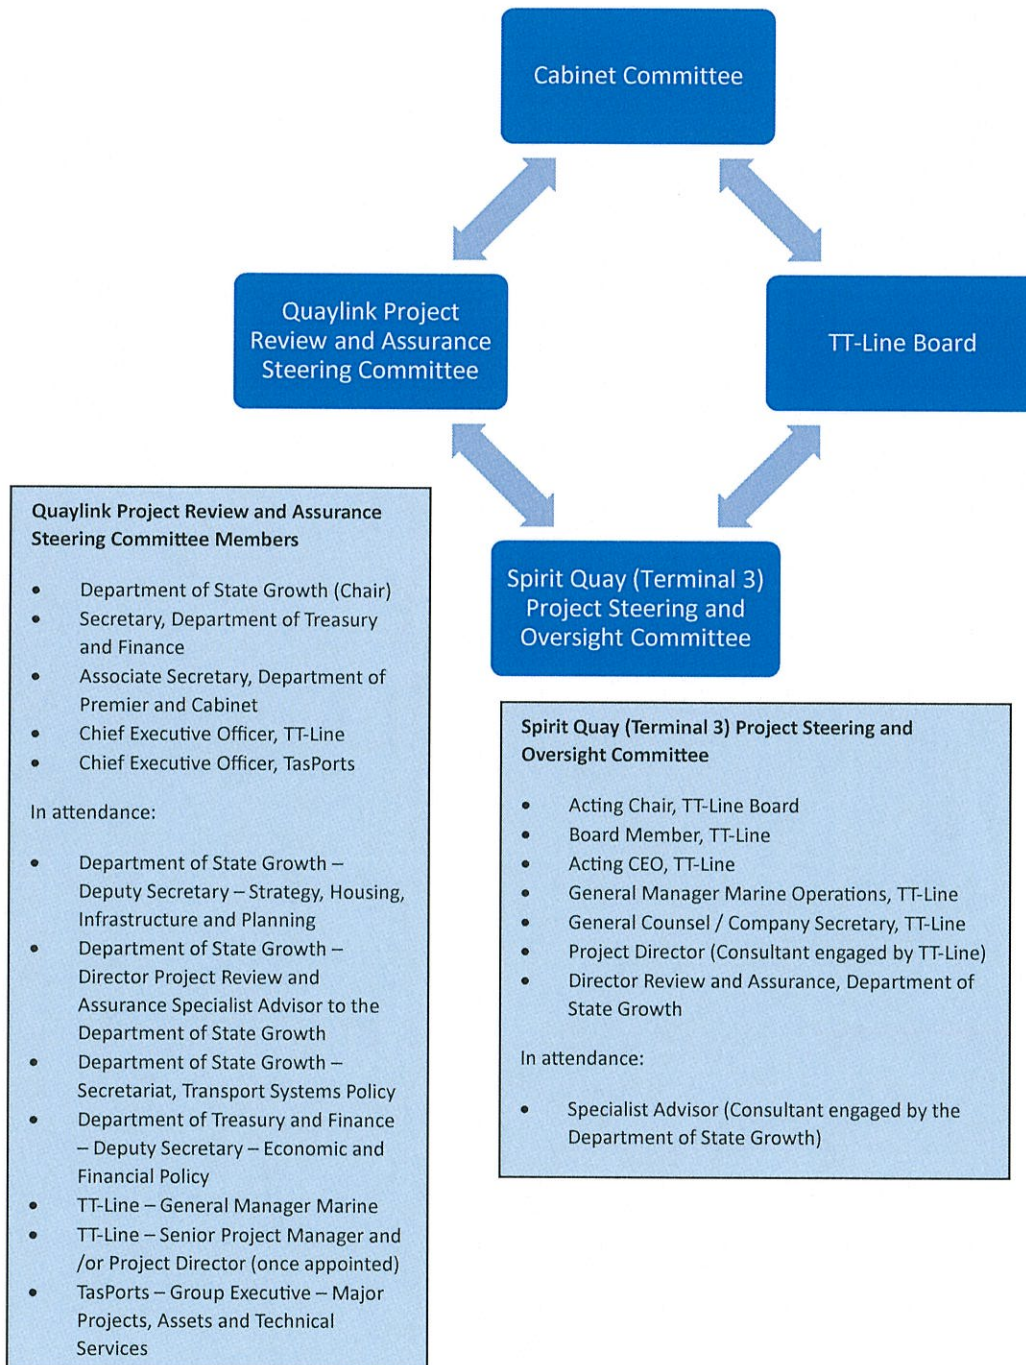 Cabinet Committee
Quaylink Project
Review and Assurance
Steering Committee
TT-Line Board
Spirit Quay (Terminal 3)
Project Steering and
Oversight Committee
Quaylink Project Review and Assurance
Steering Committee Members
• Department of State Growth (Chair)
• Secretary, Department of Treasury
and Finance
• Associate Secretary, Department of
Premier and Cabinet
• Chief Executive Officer, TT-Line
• Chief Executive Officer, TasPorts
In attendance:
• Department of State Growth –
Deputy Secretary – Strategy, Housing,
Infrastructure and Planning
• Department of State Growth –
Director Project Review and
Assurance Specialist Advisor to the
Department of State Growth
• Department of State Growth –
Secretariat, Transport Systems Policy
• Department of Treasury and Finance
– Deputy Secretary – Economic and
Financial Policy
• TT-Line – General Manager Marine
• TT-Line – Senior Project Manager and
/or Project Director (once appointed)
• TasPorts – Group Executive – Major
Projects, Assets and Technical
Services
Spirit Quay (Terminal 3) Project Steering and
Oversight Committee
• Acting Chair, TT-Line Board
• Board Member, TT-Line
• Acting CEO, TT-Line
• General Manager Marine Operations, TT-Line
• General Counsel / Company Secretary, TT-Line
• Project Director (Consultant engaged by TT-Line)
• Director Review and Assurance, Department of
State Growth
In attendance:
• Specialist Advisor (Consultant engaged by the
Department of State Growth)